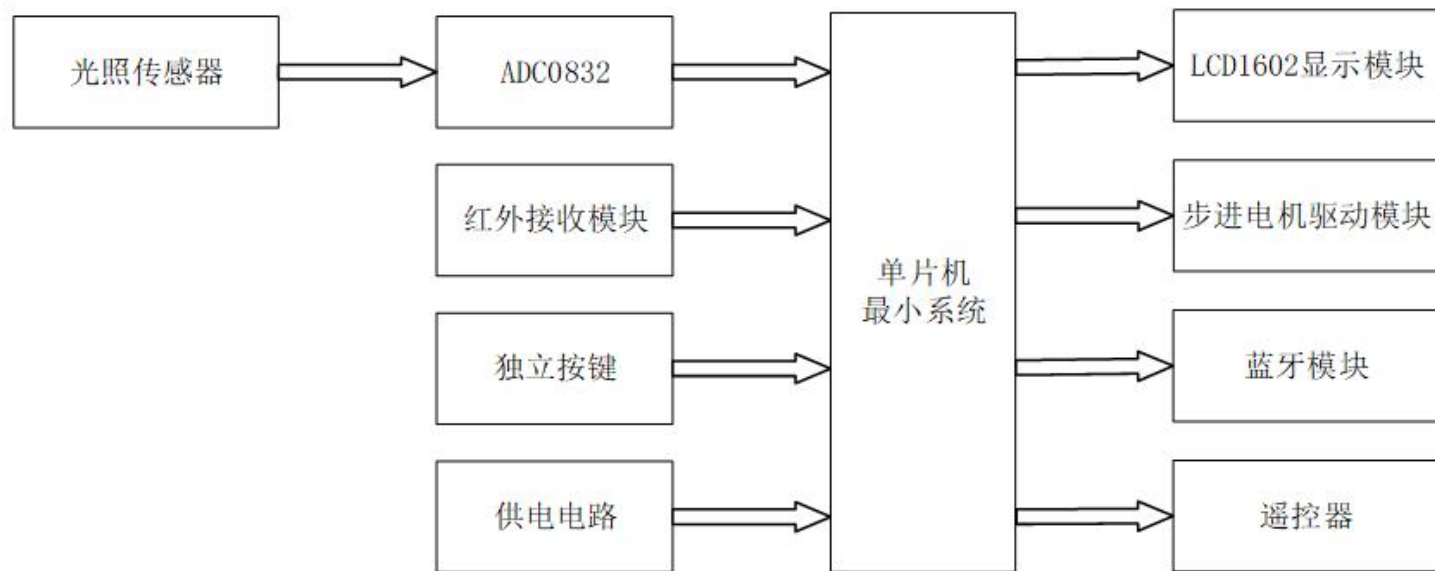 光照传感器
ADC0832
LCD1602显示模块
红外接收模块
步进电机驱动模块
单片机
最小系统
独立按键
蓝牙模块
供电电路
遥控器